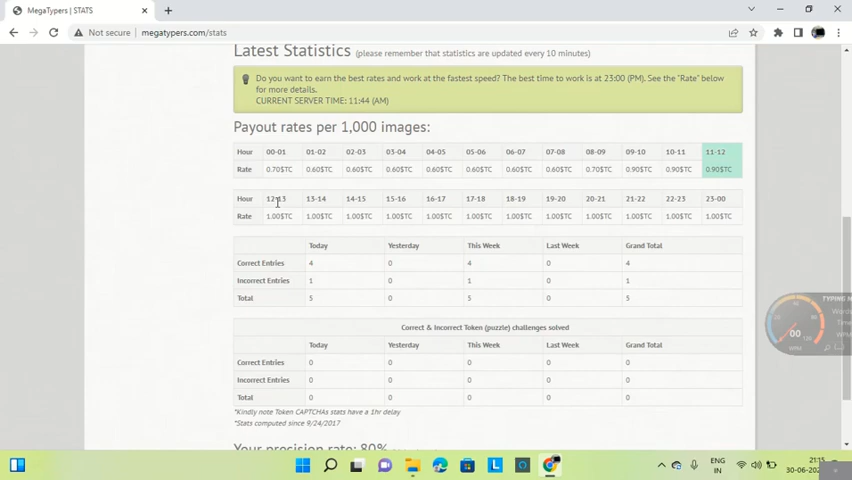 MegaTypers | STATS
Not secure megatypers.com/stats
Latest Statistics (please remember that statistics are updated every 10 minutes)
Do you want to earn the best rates and work at the fastest speed? The best time to work is at 23:00 (PM). See the "Rate" below
for more details.
CURRENT SERVER TIME: 11:44 (AM)
Payout rates per 1,000 images:
Hour 00-01 01-02 02-03 03-04 04-05 05-06 06-07 07-08 08-09 09-10 10-11 11-12
Rate 0.70$TC 0.60$TC 0.60$TC 0.60$TC 0.60$TC 0.60$TC 0.60$TC 0.60$TC 0.70$TC 0.90$TC 0.90$TC 0.90$TC
Hour 12-13 13-14 14-15 15-16 16-17 17-18 18-19 19-20 20-21 21-22 22-23 23-00
Rate 1.00$TC 1.00$TC 1.00$TC 1.00$TC 1.00$TC 1.00$TC 1.00$TC 1.00$TC 1.00$TC 1.00$TC 1.00$TC 1.00$TC
Today Yesterday This Week Last Week Grand Total
Correct Entries 4 0 4 0 4
Incorrect Entries 1 0 1 0 1
Total 5 0 5 0 5
Correct & Incorrect Token (puzzle) challenges solved
Today Yesterday This Week Last Week Grand Total
Correct Entries 0 0 0 0 0
Incorrect Entries 0 0 0 0 0
Total 0 0 0 0 0
*Kindly note Token CAPTCHAs stats have a 1hr delay
*Stats computed since 9/24/2017
Your precision rate: 80%
TYPING
Words
Time
00
WPM
ENG
IN
21:15
30-06-